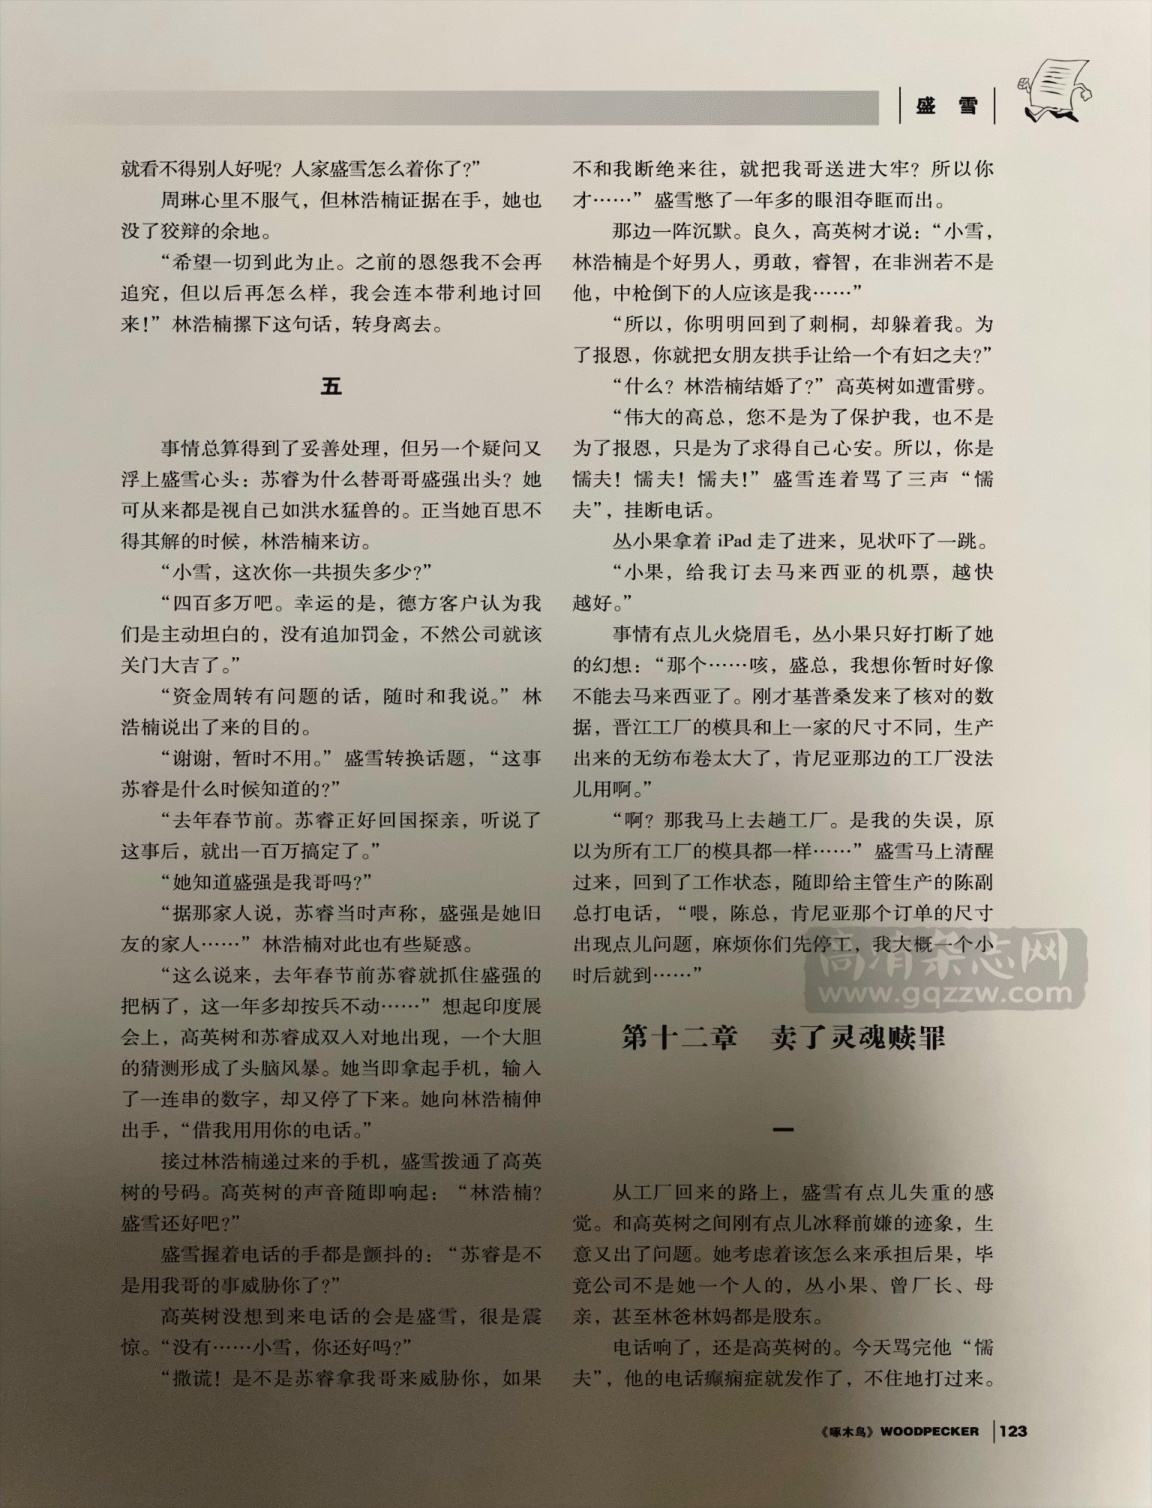 盛 雪
就看不得别人好呢？人家盛雪怎么着你了？”
周琳心里不服气，但林浩楠证据在手，她也
没了狡辩的余地。
“希望一切到此为止。之前的恩怨我不会再
追究，但以后再怎么样，我会连本带利地讨回
来！”林浩楠摞下这句话，转身离去。
五
事情总算得到了妥善处理，但另一个疑问又
浮上盛雪心头：苏睿为什么替哥哥盛强出头？她
可从来都是视自己如洪水猛兽的。正当她百思不
得其解的时候，林浩楠来访。
“小雪，这次你一共损失多少？”
“四百多万吧。幸运的是，德方客户认为我
们是主动坦白的，没有追加罚金，不然公司就该
关门大吉了。”
“资金周转有问题的话，随时和我说。”林
浩楠说出了来的目的。
“谢谢，暂时不用。”盛雪转换话题，“这事
苏睿是什么时候知道的？”
“去年春节前。苏睿正好回国探亲，听说了
这事后，就出一百万搞定了。”
“她知道盛强是我哥吗？”
“据那家人说，苏睿当时声称，盛强是她旧
友的家人……”林浩楠对此也有些疑惑。
“这么说来，去年春节前苏睿就抓住盛强的
把柄了，这一年多却按兵不动……”想起印度展
会上，高英树和苏睿成双入对地出现，一个大胆
的猜测形成了头脑风暴。她当即拿起手机，输入
了一连串的数字，却又停了下来。她向林浩楠伸
出手，“借我用用你的电话。”
接过林浩楠递过来的手机，盛雪拨通了高英
树的号码。高英树的声音随即响起：“林浩楠？
盛雪还好吧？”
盛雪握着电话的手都是颤抖的：“苏睿是不
是用我哥的事威胁你了？”
高英树没想到来电话的会是盛雪，很是震
惊。“没有……小雪，你还好吗？”
“撒谎！是不是苏睿拿我哥来威胁你，如果
不和我断绝来往，就把我哥送进大牢？所以你
才……”盛雪憋了一年多的眼泪夺眶而出。
那边一阵沉默。良久，高英树才说：“小雪，
林浩楠是个好男人，勇敢，睿智，在非洲若不是
他，中枪倒下的人应该是我……”
“所以，你明明回到了刺桐，却躲着我。为
了报恩，你就把女朋友拱手让给一个有妇之夫？”
“什么？林浩楠结婚了？”高英树如遭雷劈。
“伟大的高总，您不是为了保护我，也不是
为了报恩，只是为了求得自己心安。所以，你是
懦夫！懦夫！懦夫！”盛雪连着骂了三声“懦
夫”，挂断电话。
丛小果拿着 iPad 走了进来，见状吓了一跳。
“小果，给我订去马来西亚的机票，越快
越好。”
事情有点儿火烧眉毛，丛小果只好打断了她
的幻想：“那个……咳，盛总，我想你暂时好像
不能去马来西亚了。刚才基普桑发来了核对的数
据，晋江工厂的模具和上一家的尺寸不同，生产
出来的无纺布卷太大了，肯尼亚那边的工厂没法
儿用啊。”
“啊？那我马上去趟工厂。是我的失误，原
以为所有工厂的模具都一样……”盛雪马上清醒
过来，回到了工作状态，随即给主管生产的陈副
总打电话，“喂，陈总，肯尼亚那个订单的尺寸
出现点儿问题，麻烦你们先停工，我大概一个小
时后就到……”
高清杂志网
www.gqzzw.com
第十二章 卖了灵魂赎罪
一
从工厂回来的路上，盛雪有点儿失重的感
觉。和高英树之间刚有点儿冰释前嫌的迹象，生
意又出了问题。她考虑着该怎么来承担后果，毕
竟公司不是她一个人的，丛小果、曾厂长、母
亲，甚至林爸林妈都是股东。
电话响了，还是高英树的。今天骂完他“懦
夫”，他的电话癫痫症就发作了，不住地打过来。
《啄木鸟》WOODPECKER 123